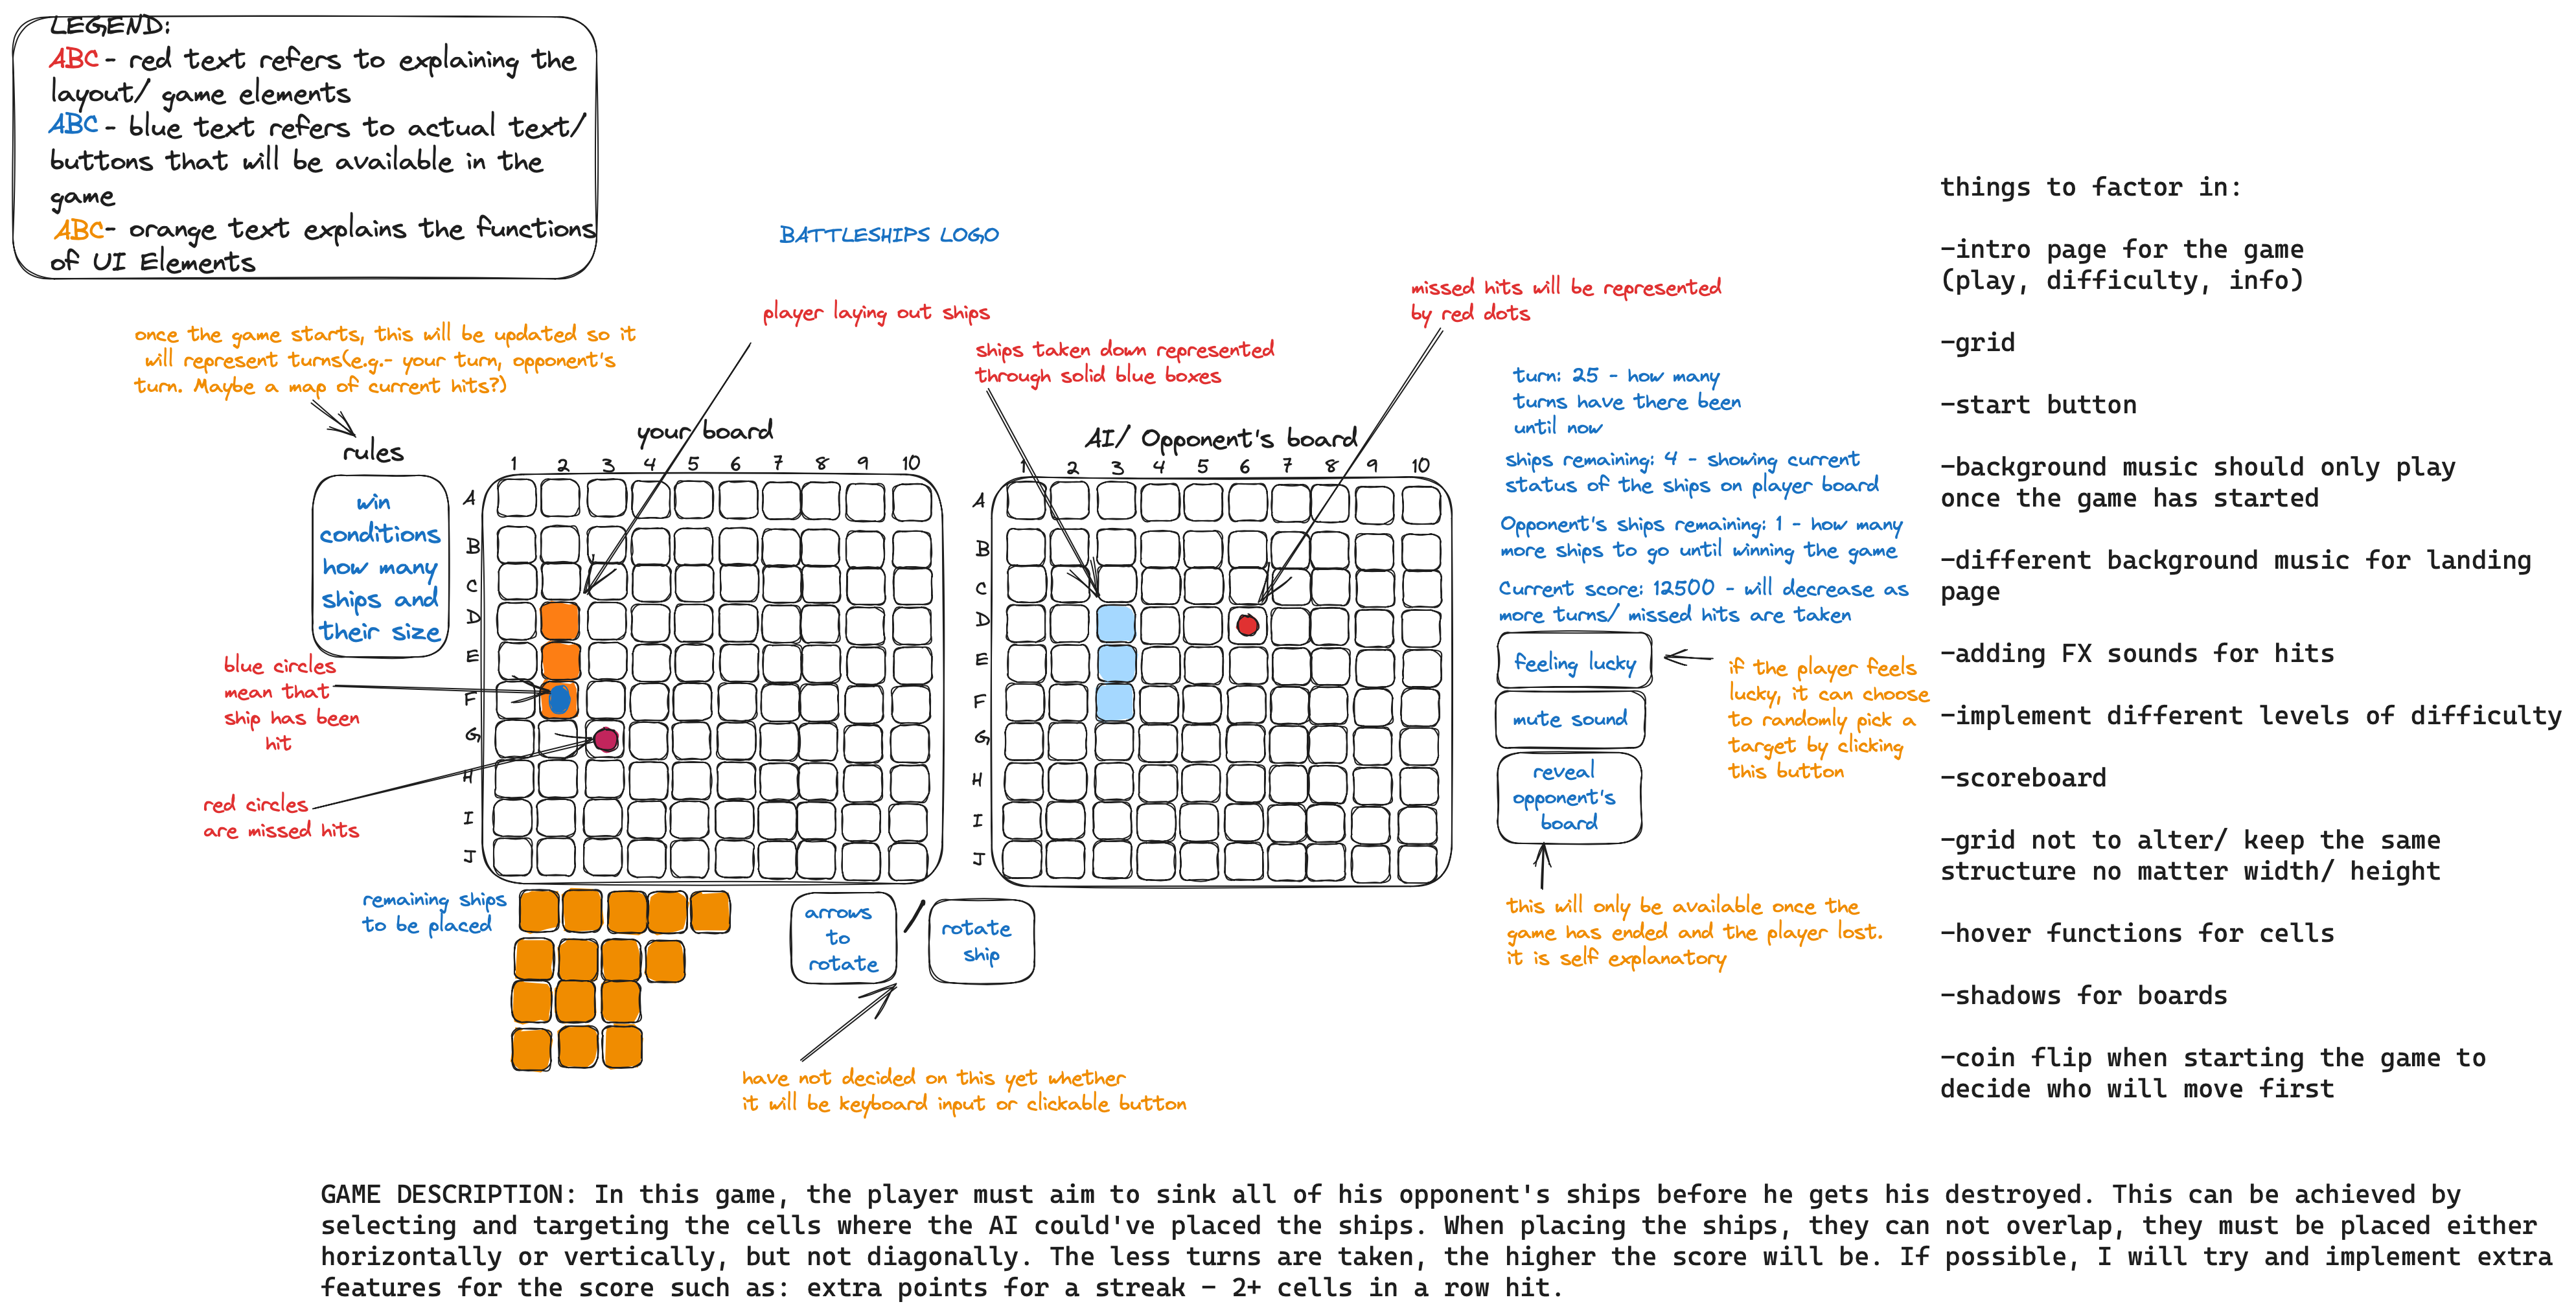 LEGEND:
ABC - red text refers to explaining the
layout/ game elements
ABC - blue text refers to actual text/
buttons that will be available in the
game
ABC - orange text explains the functions
of UI Elements
BATTLESHIPS LOGO
once the game starts, this will be updated so it
will represent turns(e.g.- your turn, opponent's
turn. Maybe a map of current hits?)
player laying out ships
ships taken down represented
through solid blue boxes
missed hits will be represented
by red dots
rules
win
conditions
how many
ships and
their size
blue circles
mean that
ship has been
hit
red circles
are missed hits
your board
1 2 3 4 5 6 7 8 9 10
A
B
C
D
E
F
G
H
I
J
AI/ Opponent's board
1 2 3 4 5 6 7 8 9 10
A
B
C
D
E
F
G
H
I
J
turn: 25 - how many
turns have there been
until now
ships remaining: 4 - showing current
status of the ships on player board
Opponent's ships remaining: 1 - how many
more ships to go until winning the game
Current score: 12500 - will decrease as
more turns/ missed hits are taken
feeling lucky
mute sound
reveal
opponent's
board
if the player feels
lucky, it can choose
to randomly pick a
target by clicking
this button
this will only be available once the
game has ended and the player lost.
it is self explanatory
remaining ships
to be placed
arrows
to
rotate
/
rotate
ship
have not decided on this yet whether
it will be keyboard input or clickable button
things to factor in:
-intro page for the game
(play, difficulty, info)
-grid
-start button
-background music should only play
once the game has started
-different background music for landing
page
-adding FX sounds for hits
-implement different levels of difficulty
-scoreboard
-grid not to alter/ keep the same
structure no matter width/ height
-hover functions for cells
-shadows for boards
-coin flip when starting the game to
decide who will move first
GAME DESCRIPTION: In this game, the player must aim to sink all of his opponent's ships before he gets his destroyed. This can be achieved by
selecting and targeting the cells where the AI could've placed the ships. When placing the ships, they can not overlap, they must be placed either
horizontally or vertically, but not diagonally. The less turns are taken, the higher the score will be. If possible, I will try and implement extra
features for the score such as: extra points for a streak - 2+ cells in a row hit.